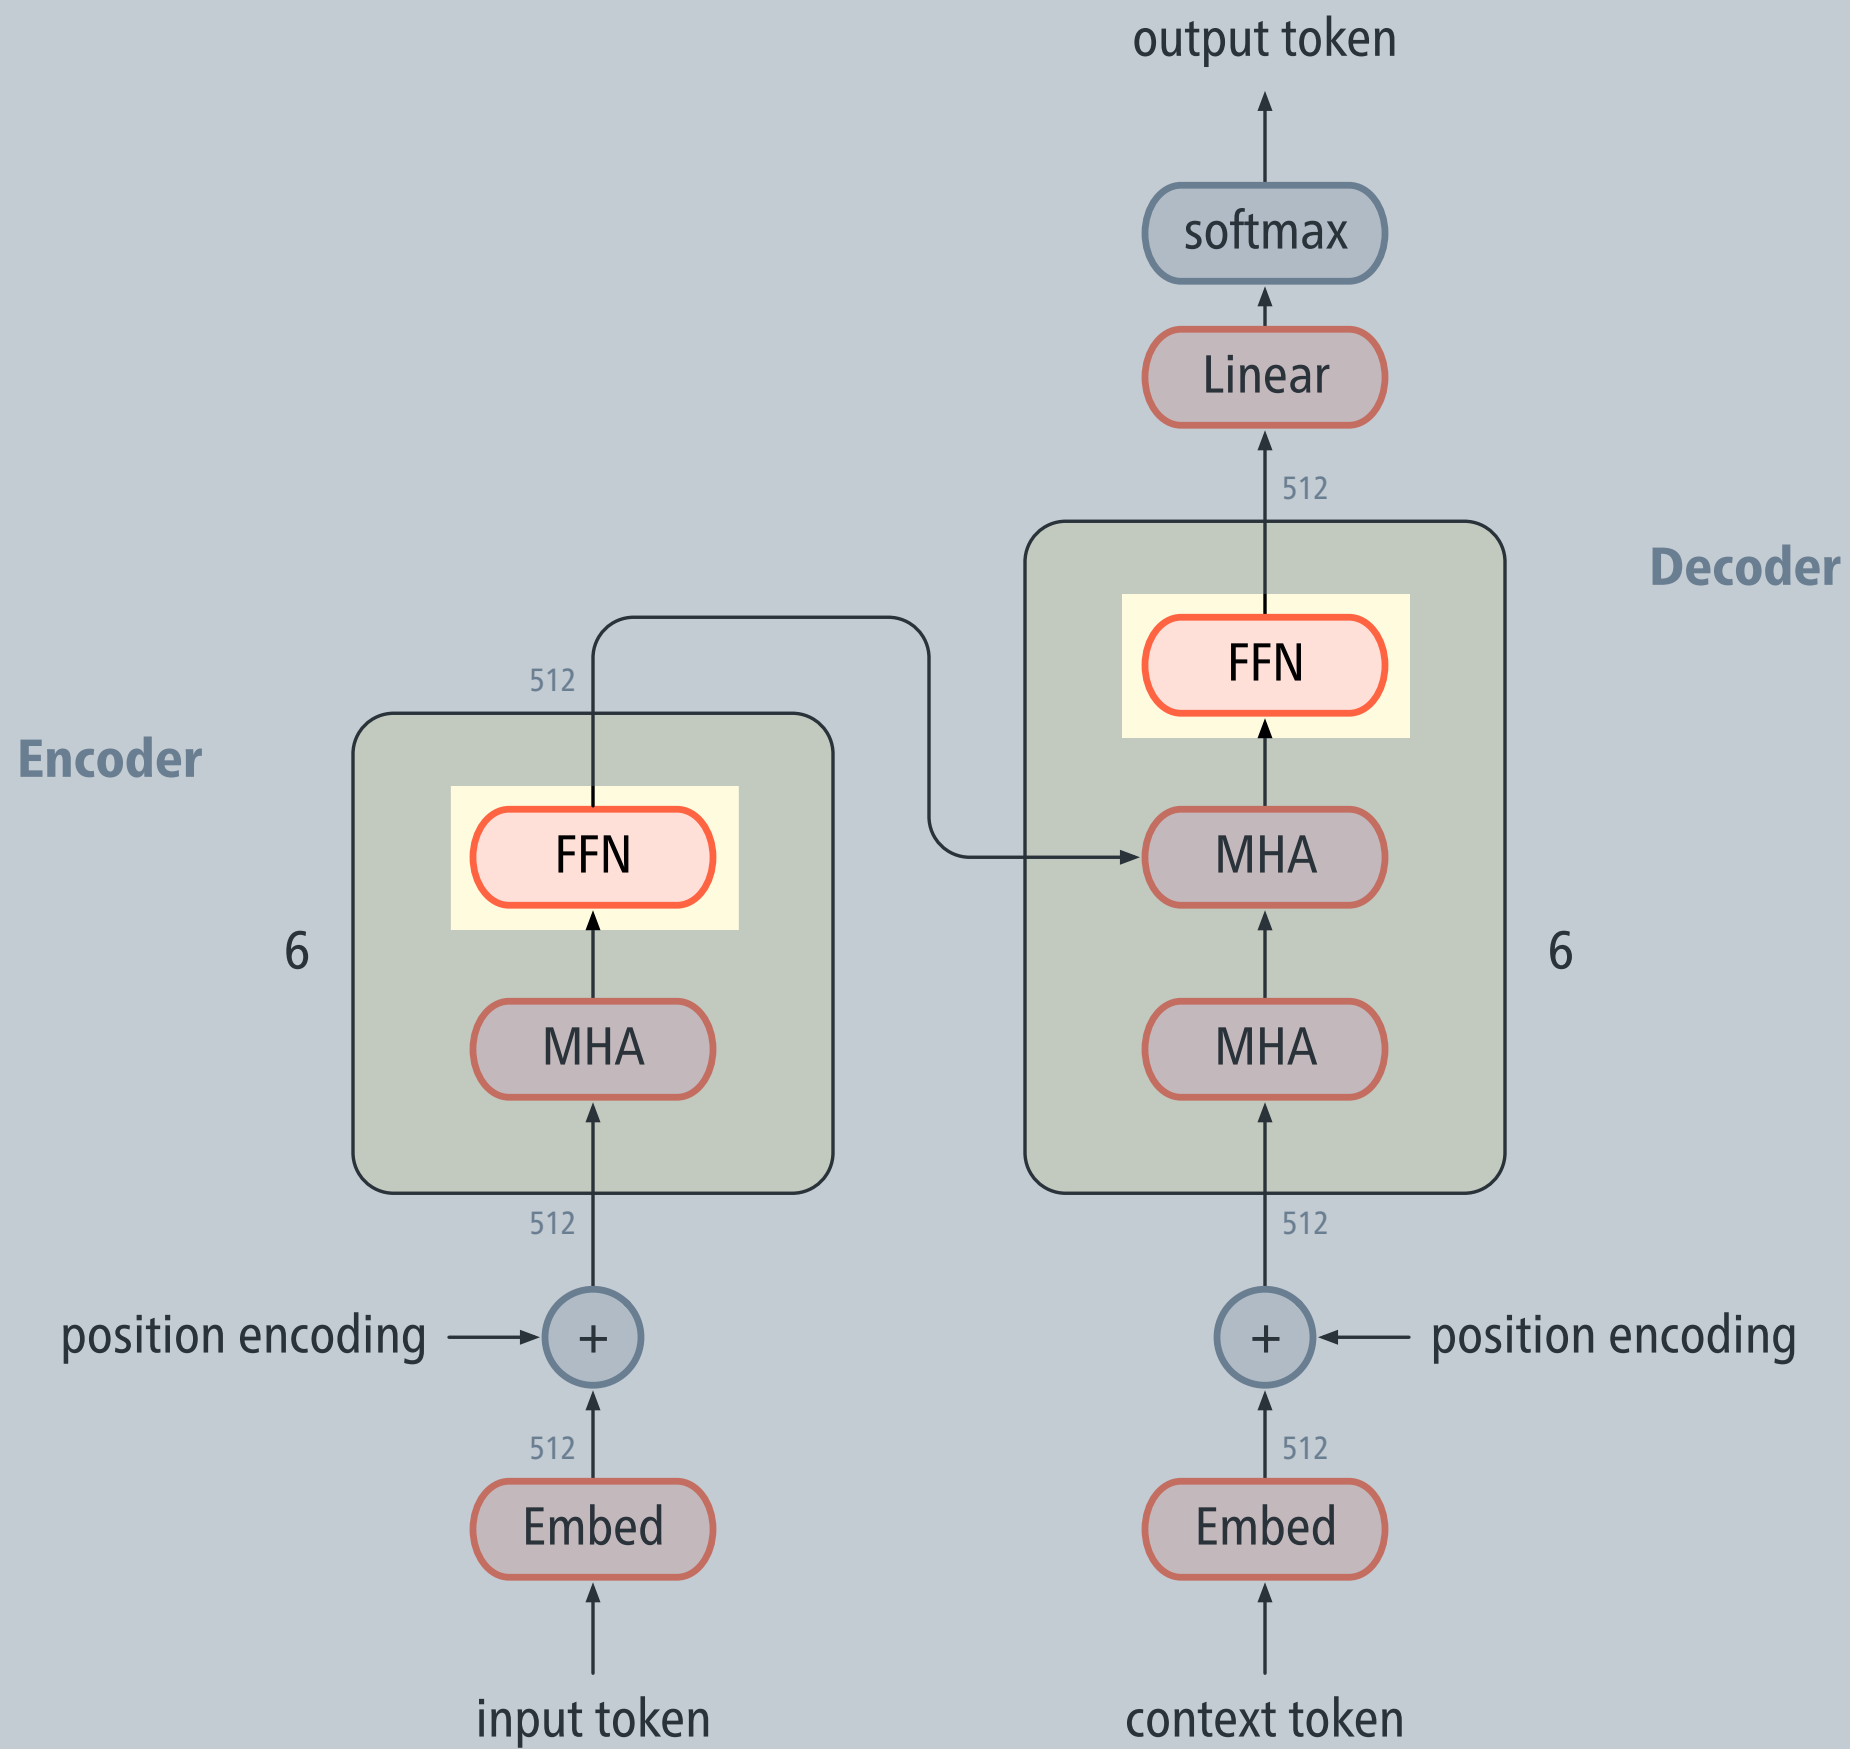 output token
softmax
Linear
512
Decoder
FFN
512
Encoder
FFN
MHA
6
6
MHA
MHA
512
512
position encoding
+
+
position encoding
512
512
Embed
Embed
input token
context token